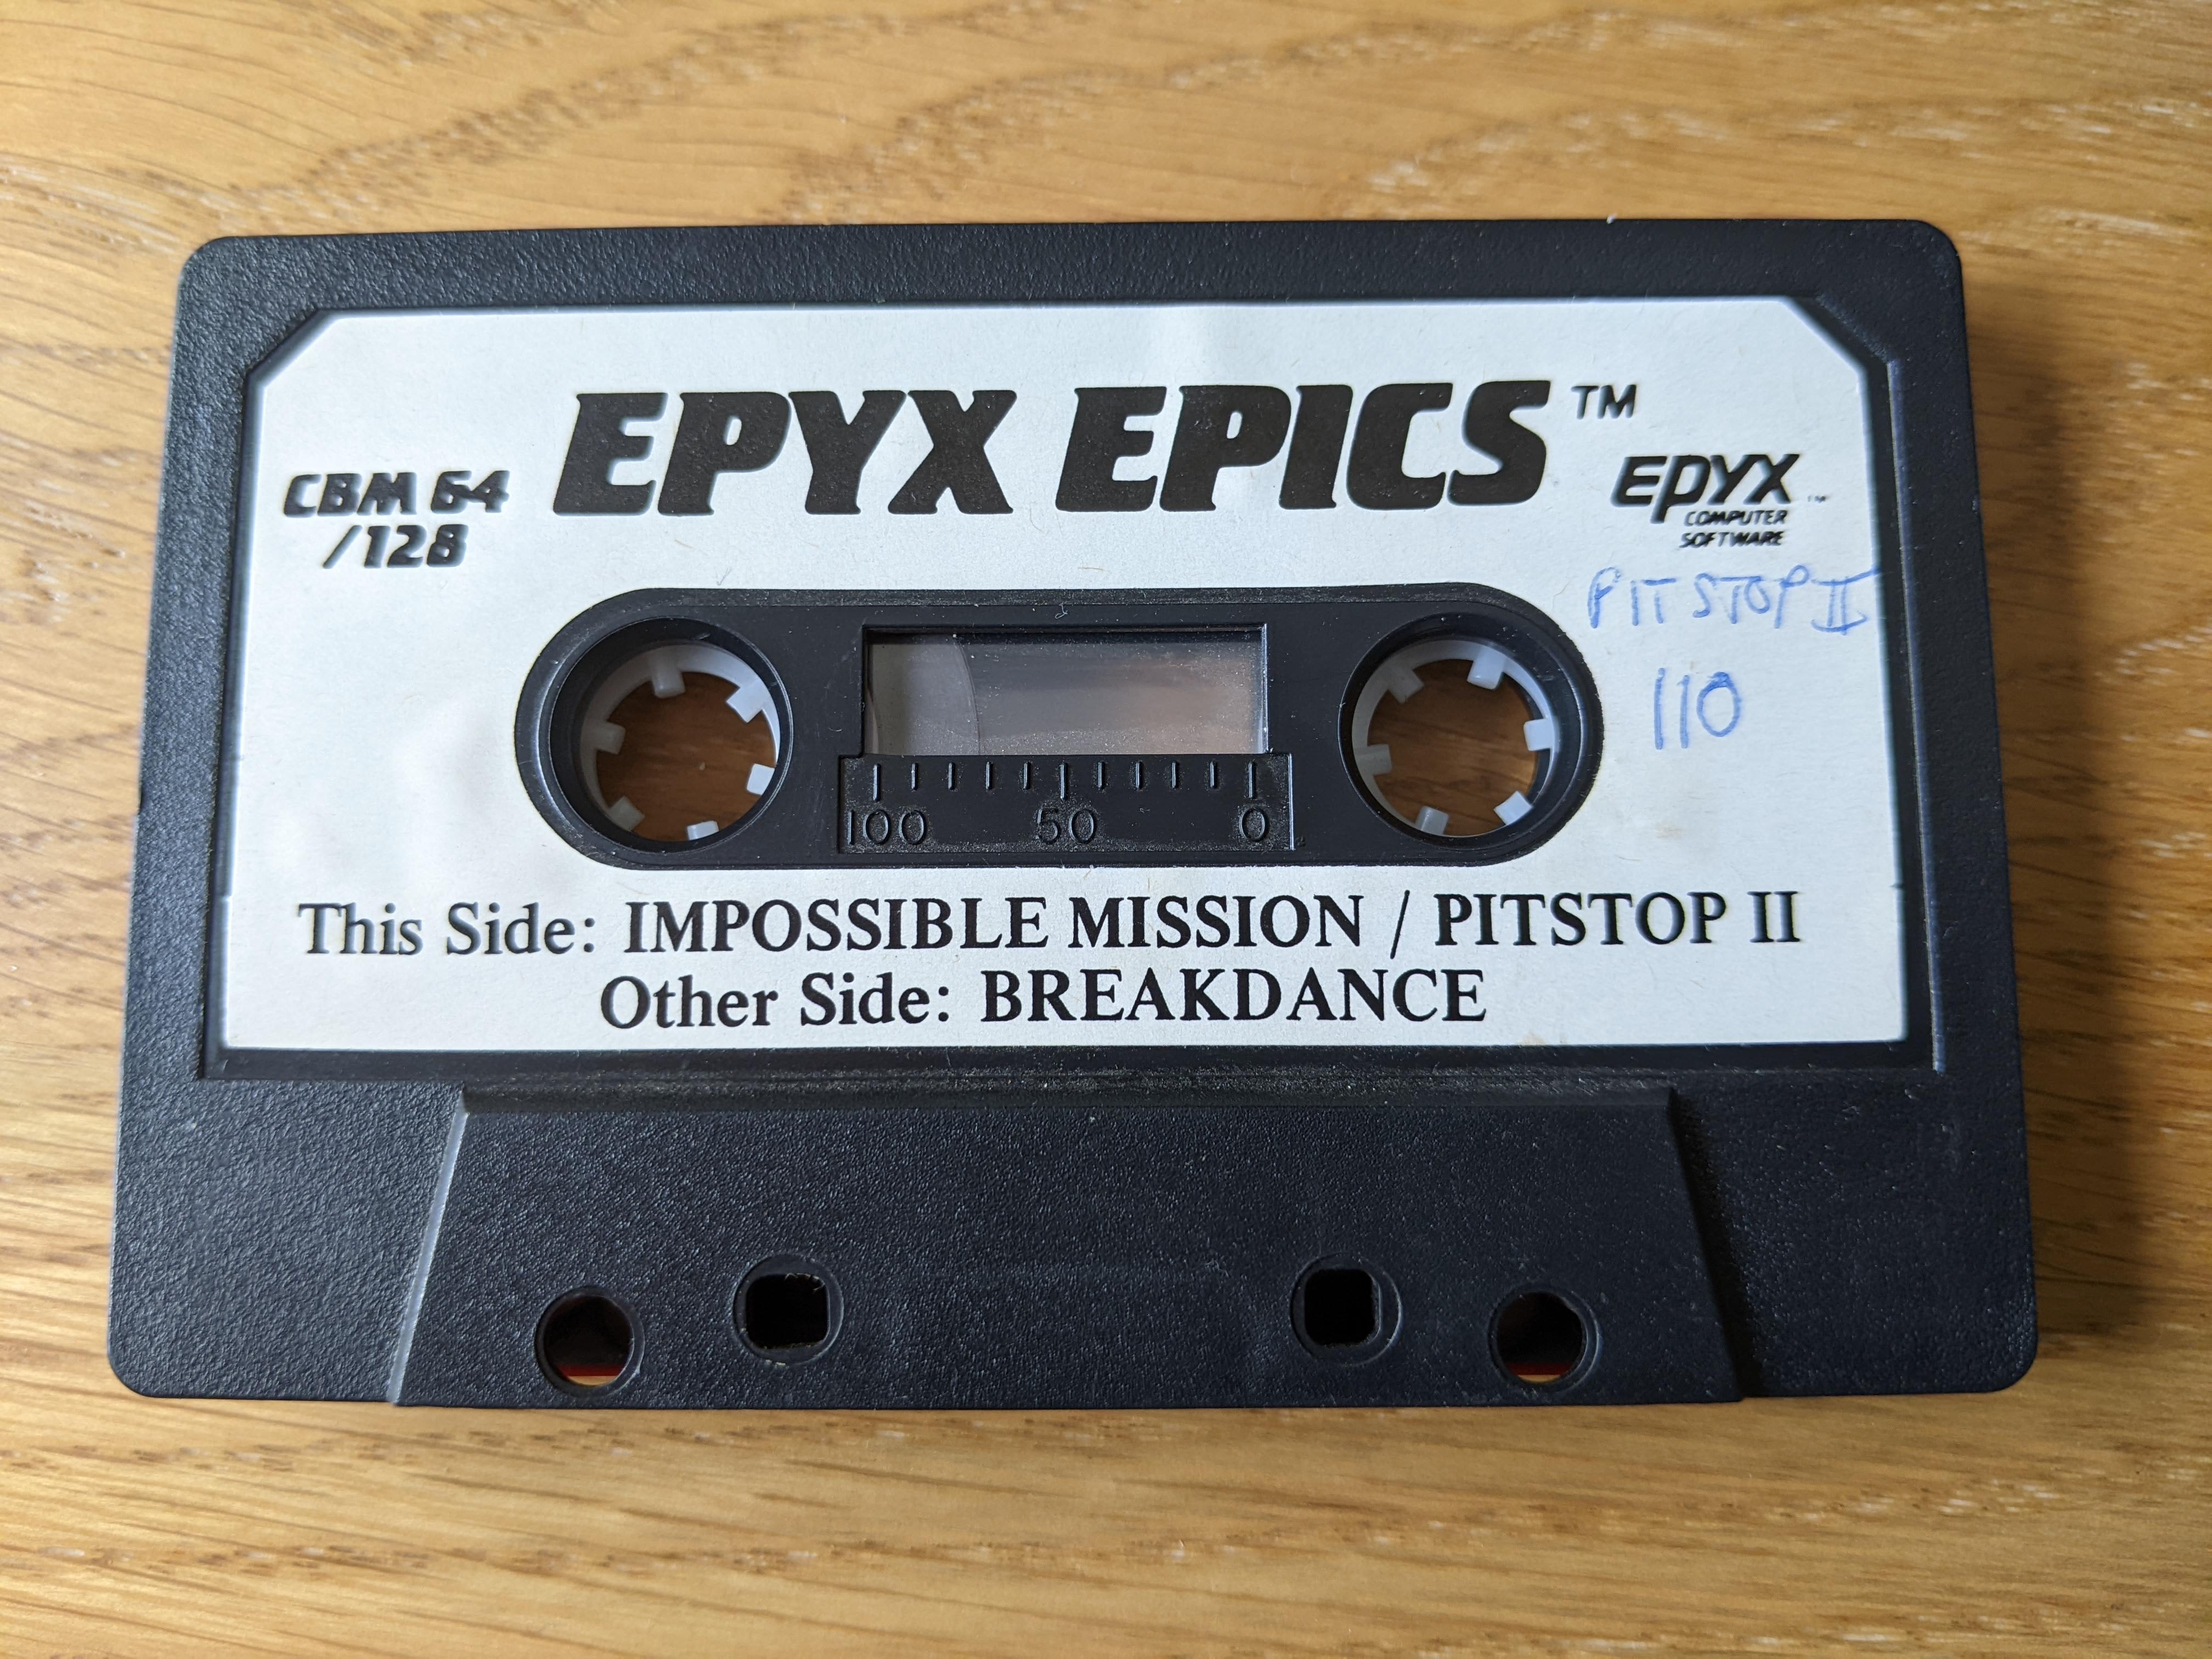 EPYX EPICS™
CBM 64
/128
EPYX™
COMPUTER
SOFTWARE
PIT STOP II
110
100 50 0
This Side: IMPOSSIBLE MISSION / PITSTOP II
Other Side: BREAKDANCE